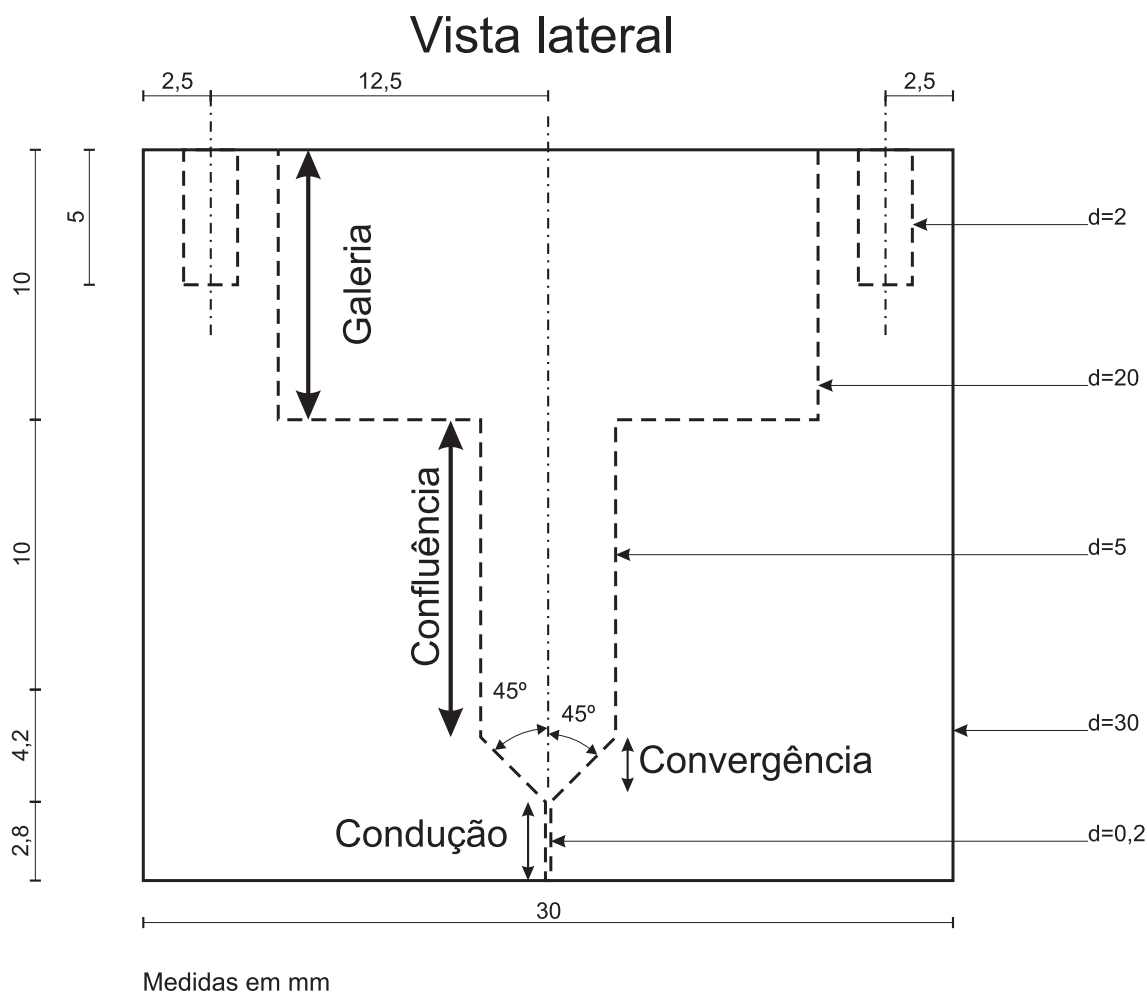 Vista lateral
2,5
12,5
2,5
5
10
Galeria
d=2
d=20
Confluência
10
d=5
45º
45º
4,2
Convergência
d=30
Condução
2,8
d=0,2
30
Medidas em mm